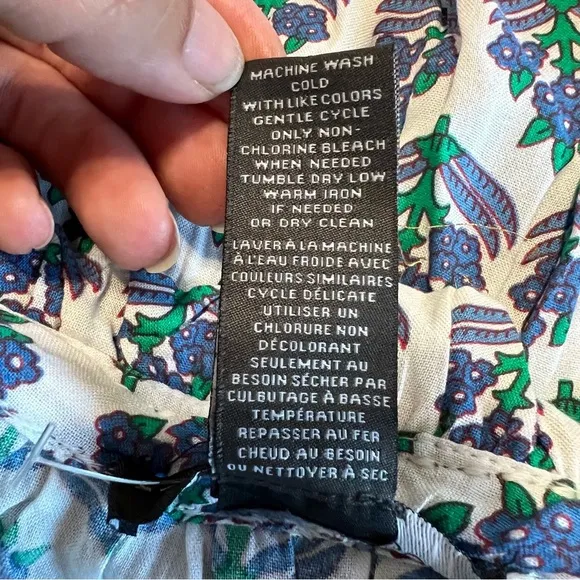 MACHINE WASH
COLD
WITH LIKE COLORS
GENTLE CYCLE
ONLY NON-
CHLORINE BLEACH
WHEN NEEDED
TUMBLE DRY LOW
WARM IRON
IF NEEDED
OR DRY CLEAN
LAVER À LA MACHINE
À L'EAU FROIDE AVEC
COULEURS SIMILAIRES
CYCLE DÉLICATE
UTILISER UN
CHLORURE NON
DÉCOLORANT
SEULEMENT AU
BESOIN SÉCHER PAR
CULBUTAGE À BASSE
TEMPÉRATURE
REPASSER AU FER
CHEUD AU BESOIN
OU NETTOYER À SEC